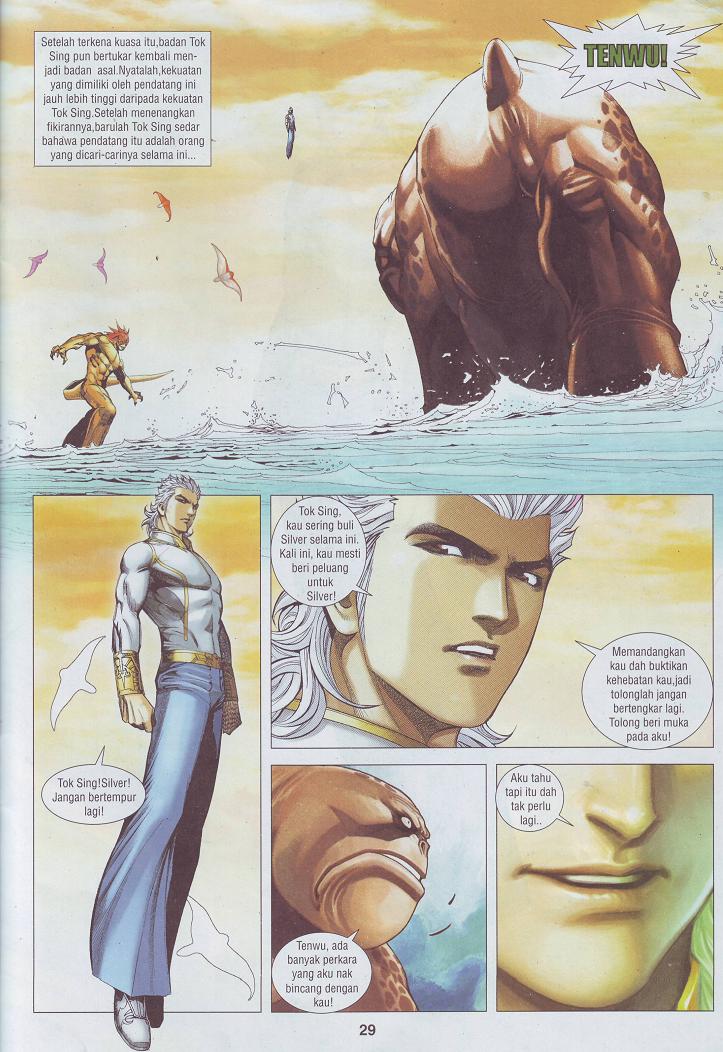 Setelah terkena kuasa itu,badan Tok
Sing pun bertukar kembali men-
jadi badan asal.Nyatalah,kekuatan
yang dimiliki oleh pendatang ini
jauh lebih tinggi daripada kekuatan
Tok Sing.Setelah menenangkan
fikirannya,barulah Tok Sing sedar
bahawa pendatang itu adalah orang
yang dicari-carinya selama ini...
TENWU!
Tok Sing!Silver!
Jangan bertempur
lagi!
Tok Sing,
kau sering buli
Silver selama ini.
Kali ini, kau mesti
beri peluang
untuk
Silver!
Memandangkan
kau dah buktikan
kehebatan kau,jadi
tolonglah jangan
bertengkar lagi.
Tolong beri muka
pada aku!
Tenwu, ada
banyak perkara
yang aku nak
bincang dengan
kau!
Aku tahu
tapi itu dah
tak perlu
lagi..
29